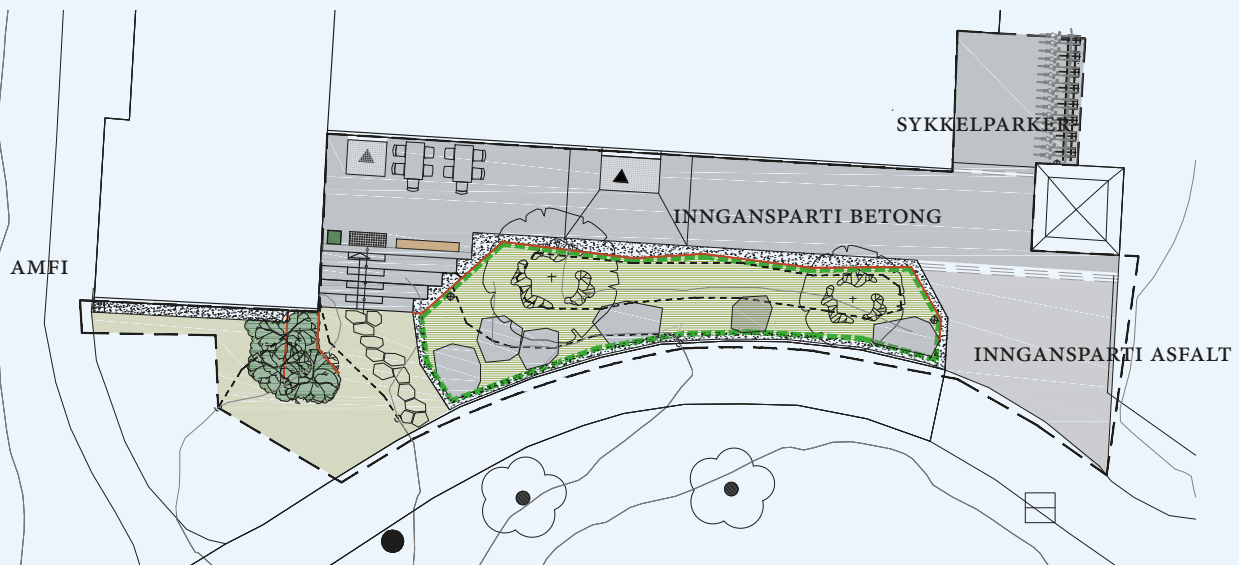 SYKKELPARKER
INNGANSPARTI BETONG
AMFI
INNGANSPARTI ASFALT